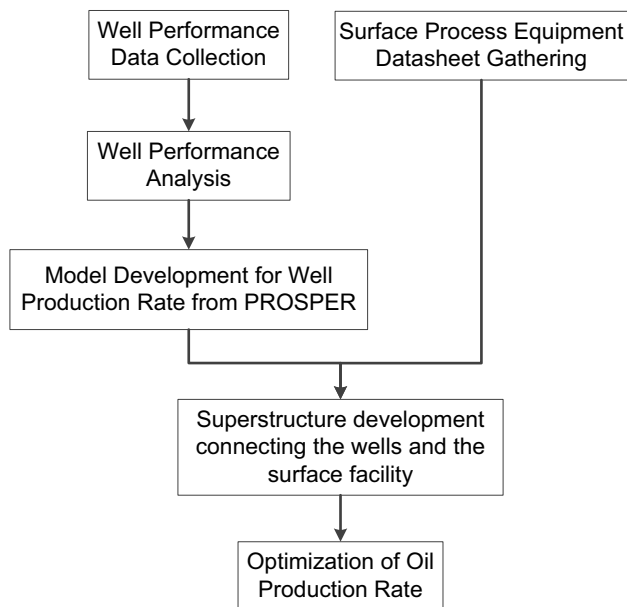 Well Performance
Data Collection
Surface Process Equipment
Datasheet Gathering
Well Performance
Analysis
Model Development for Well
Production Rate from PROSPER
Superstructure development
connecting the wells and the
surface facility
Optimization of Oil
Production Rate